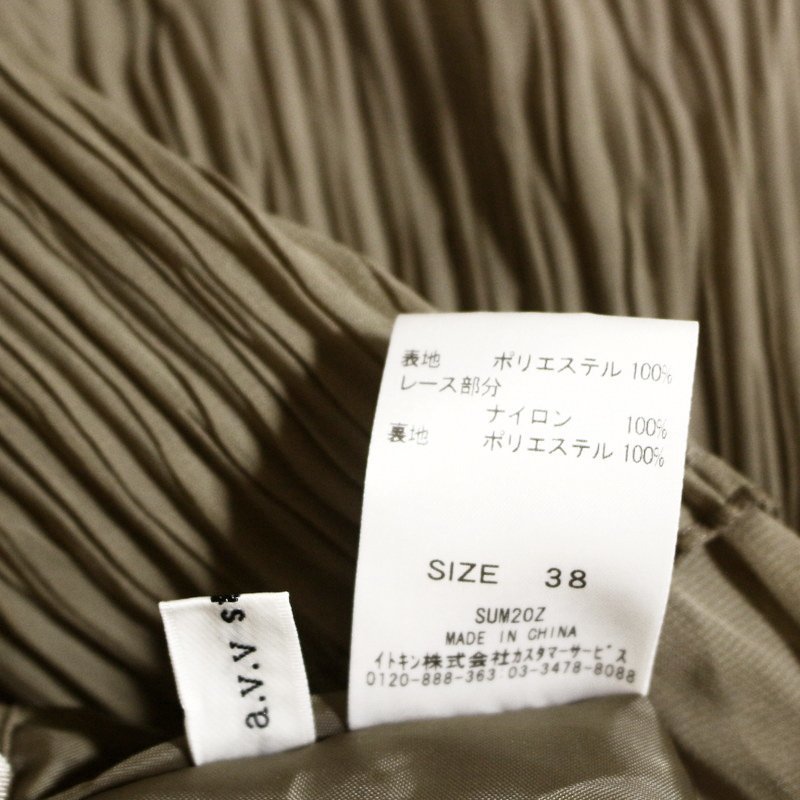 表地 ポリエステル 100%
レース部分
ナイロン 100%
裏地 ポリエステル 100%
SIZE 38
SUM20Z
MADE IN CHINA
イトキン株式会社カスタマーサービス
0120-888-363:03-3478-8088
a.v.v